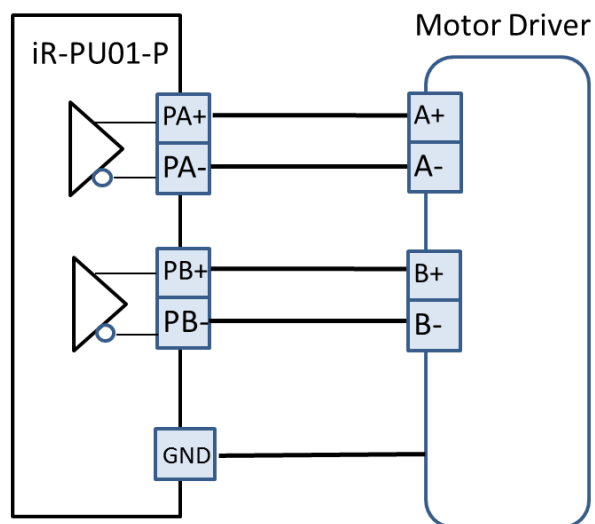 Motor Driver
iR-PU01-P
PA+
A+
PA-
A-
PB+
B+
PB-
B-
GND